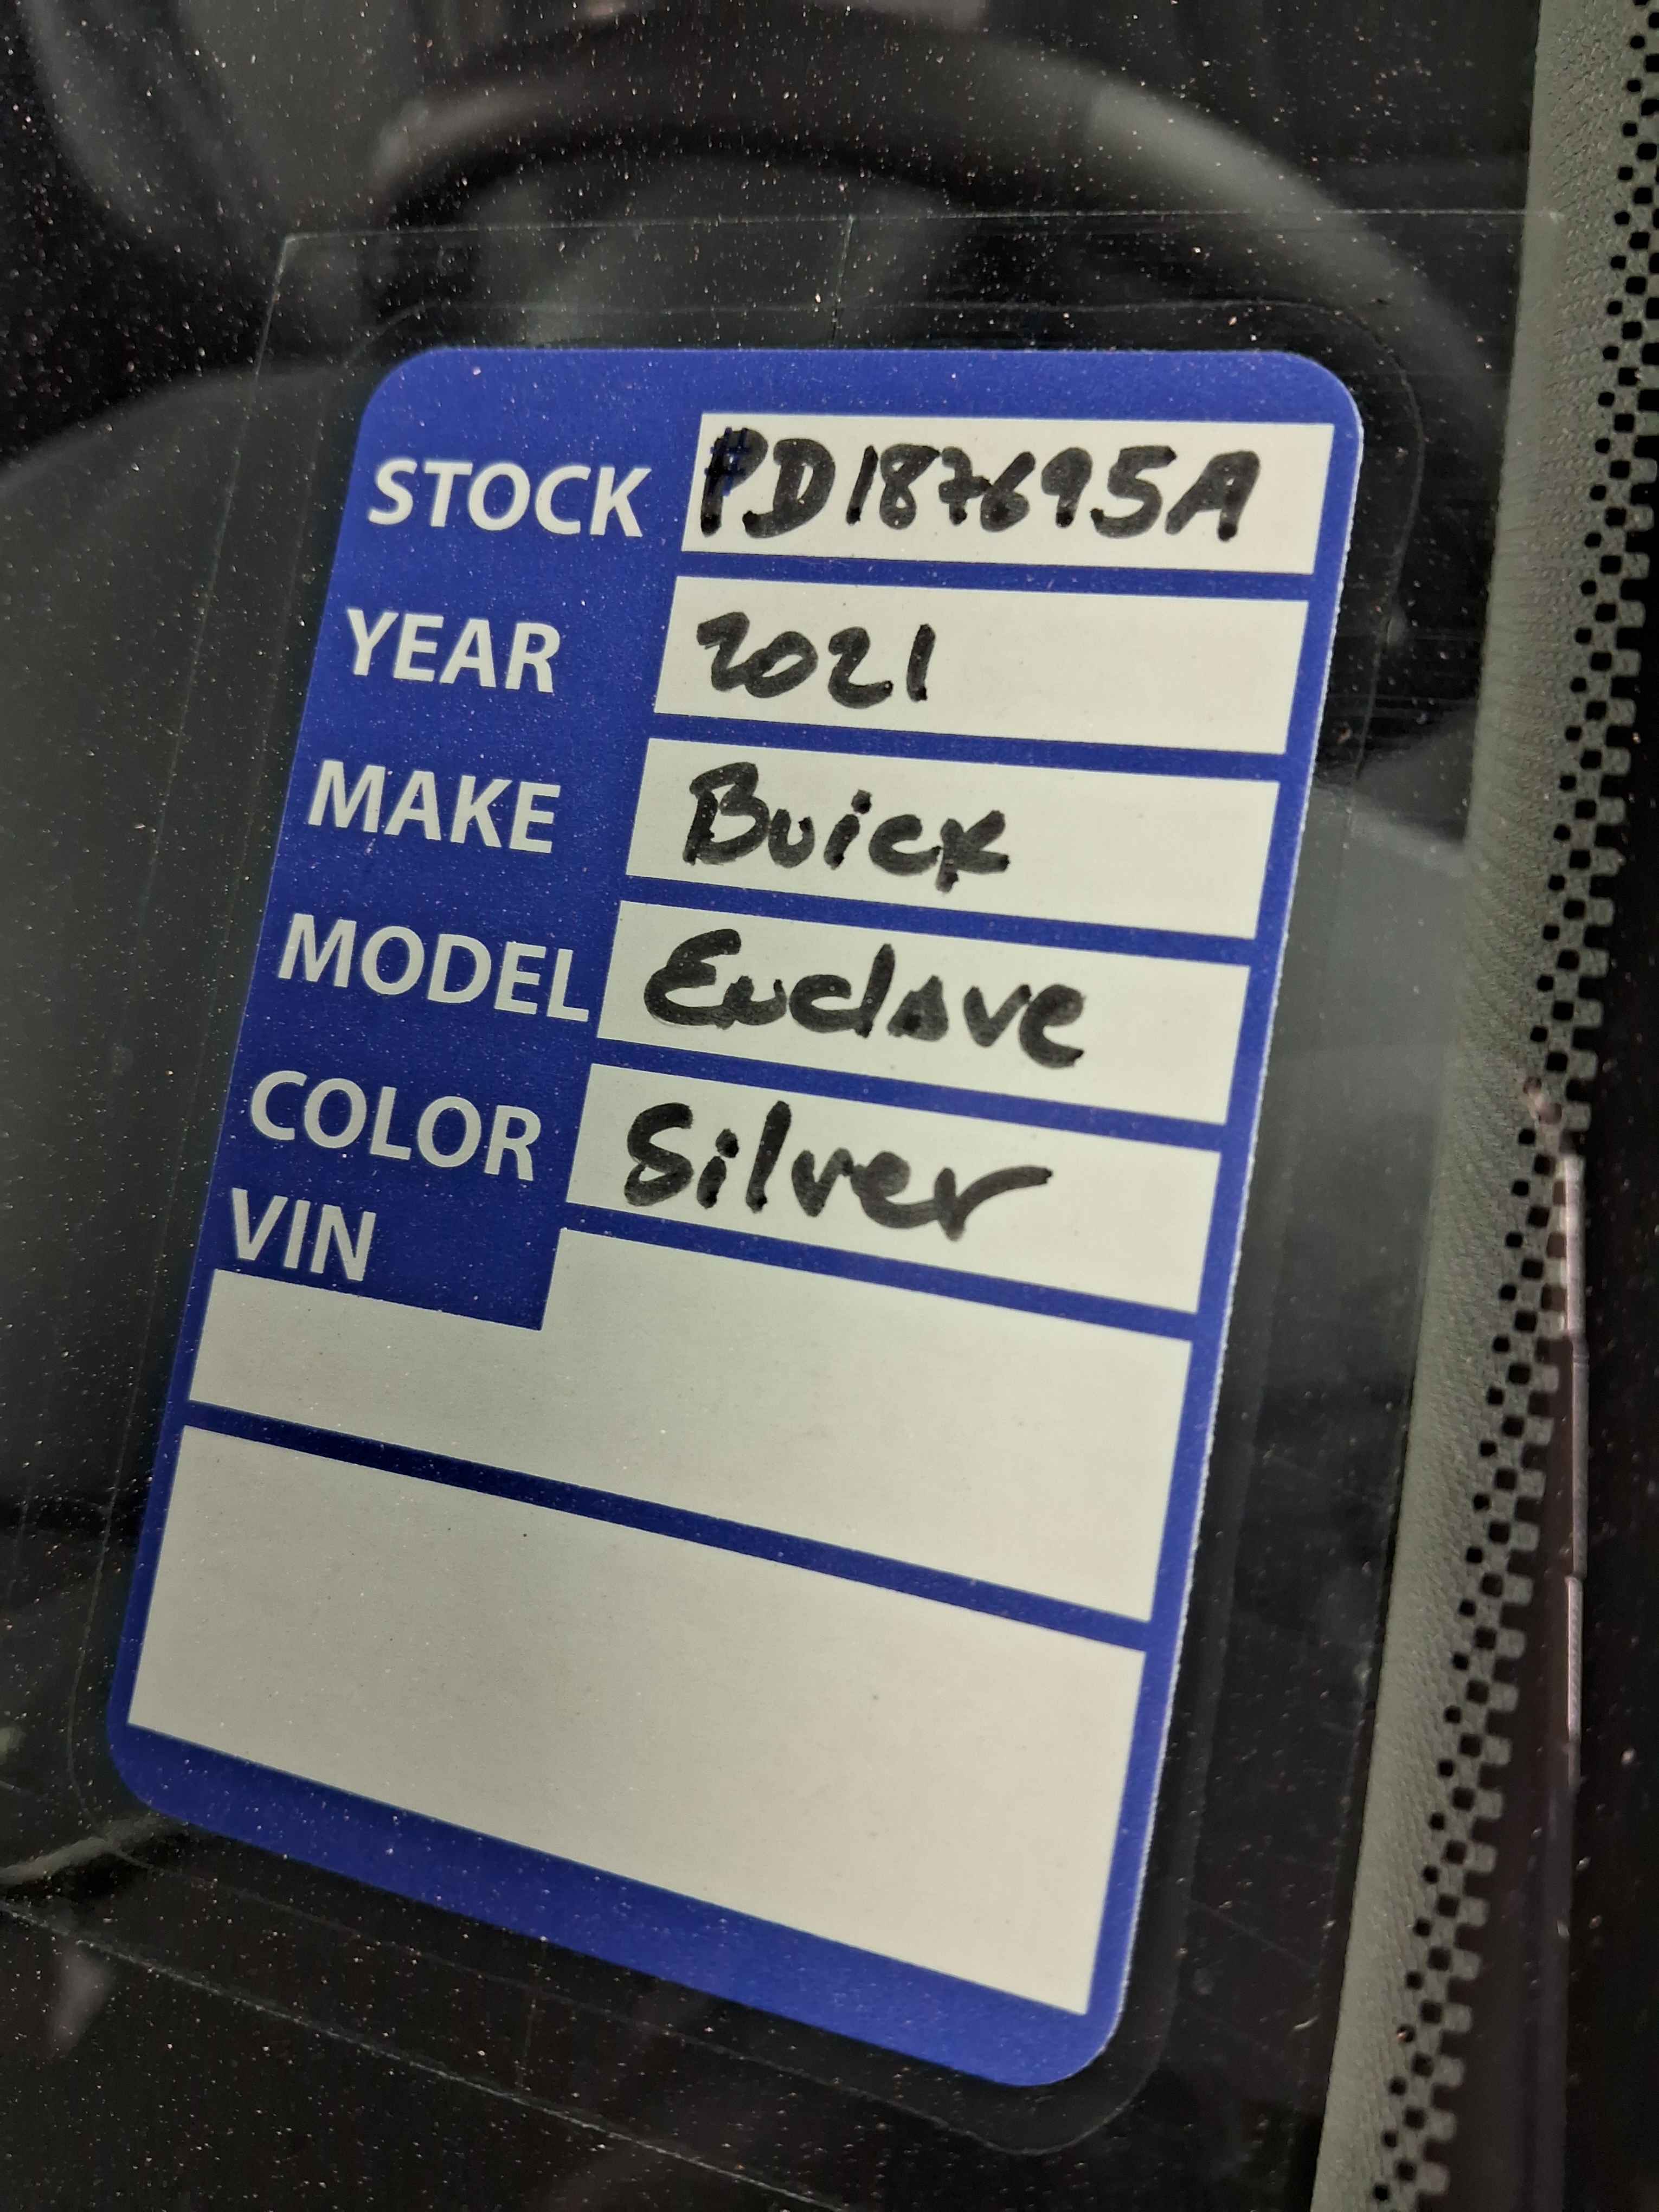 STOCK #PD187695A
YEAR 2021
MAKE Buick
MODEL Enclave
COLOR Silver
VIN